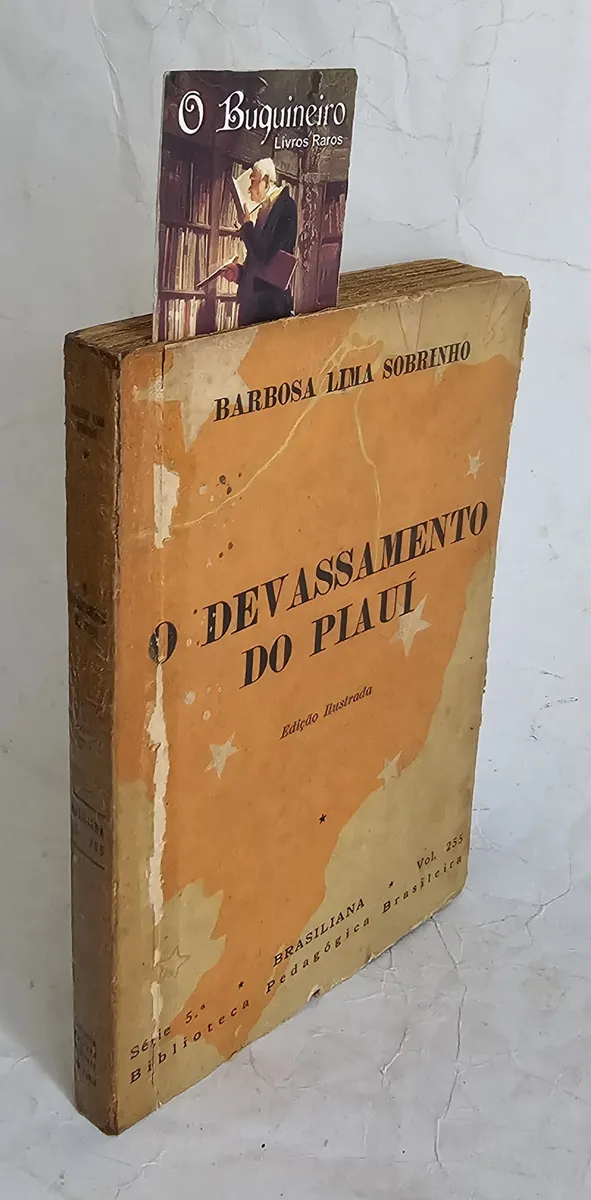 O Buquineiro
Livros Raros
BARBOSA LIMA SOBRINHO
O DEVASSAMENTO
DO PIAUÍ
Edição Ilustrada
*
Série 5.ª * BRASILIANA * Vol. 255
Biblioteca Pedagógica Brasileira